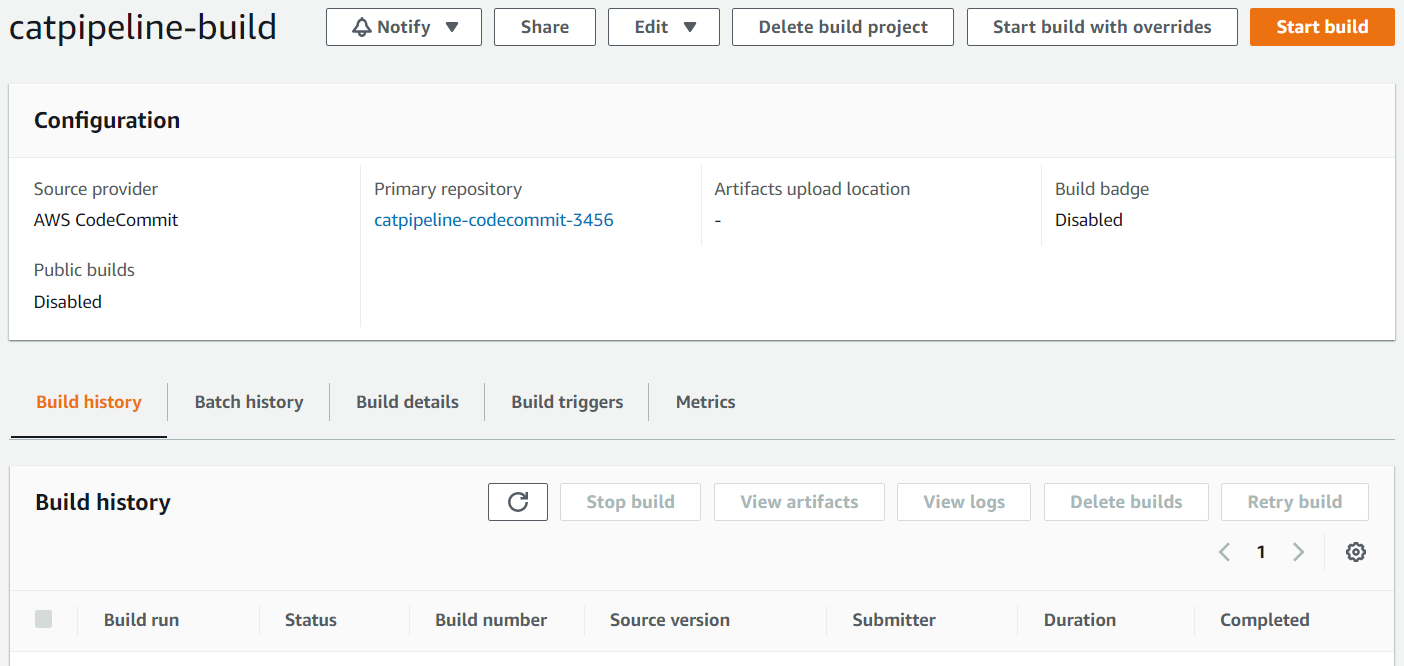 catpipeline-build
Notify
Share
Edit
Delete build project
Start build with overrides
Start build
Configuration
Source provider
AWS CodeCommit
Primary repository
catpipeline-codecommit-3456
Artifacts upload location
-
Build badge
Disabled
Public builds
Disabled
Build history
Batch history
Build details
Build triggers
Metrics
Build history
Stop build
View artifacts
View logs
Delete builds
Retry build
1
Build run
Status
Build number
Source version
Submitter
Duration
Completed